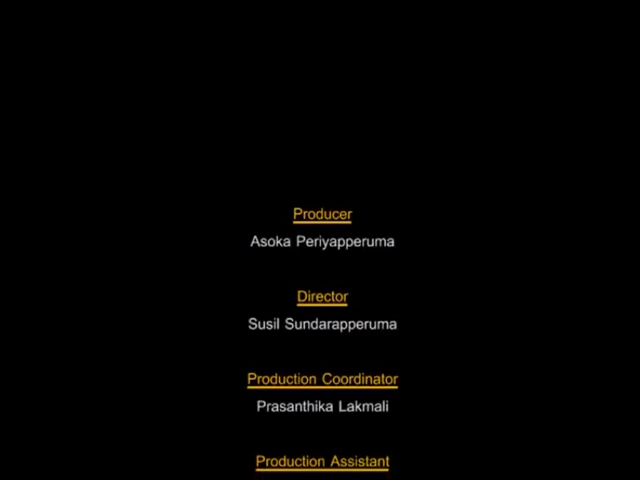 Producer
Asoka Periyapperuma
Director
Susil Sundarapperuma
Production Coordinator
Prasanthika Lakmali
Production Assistant